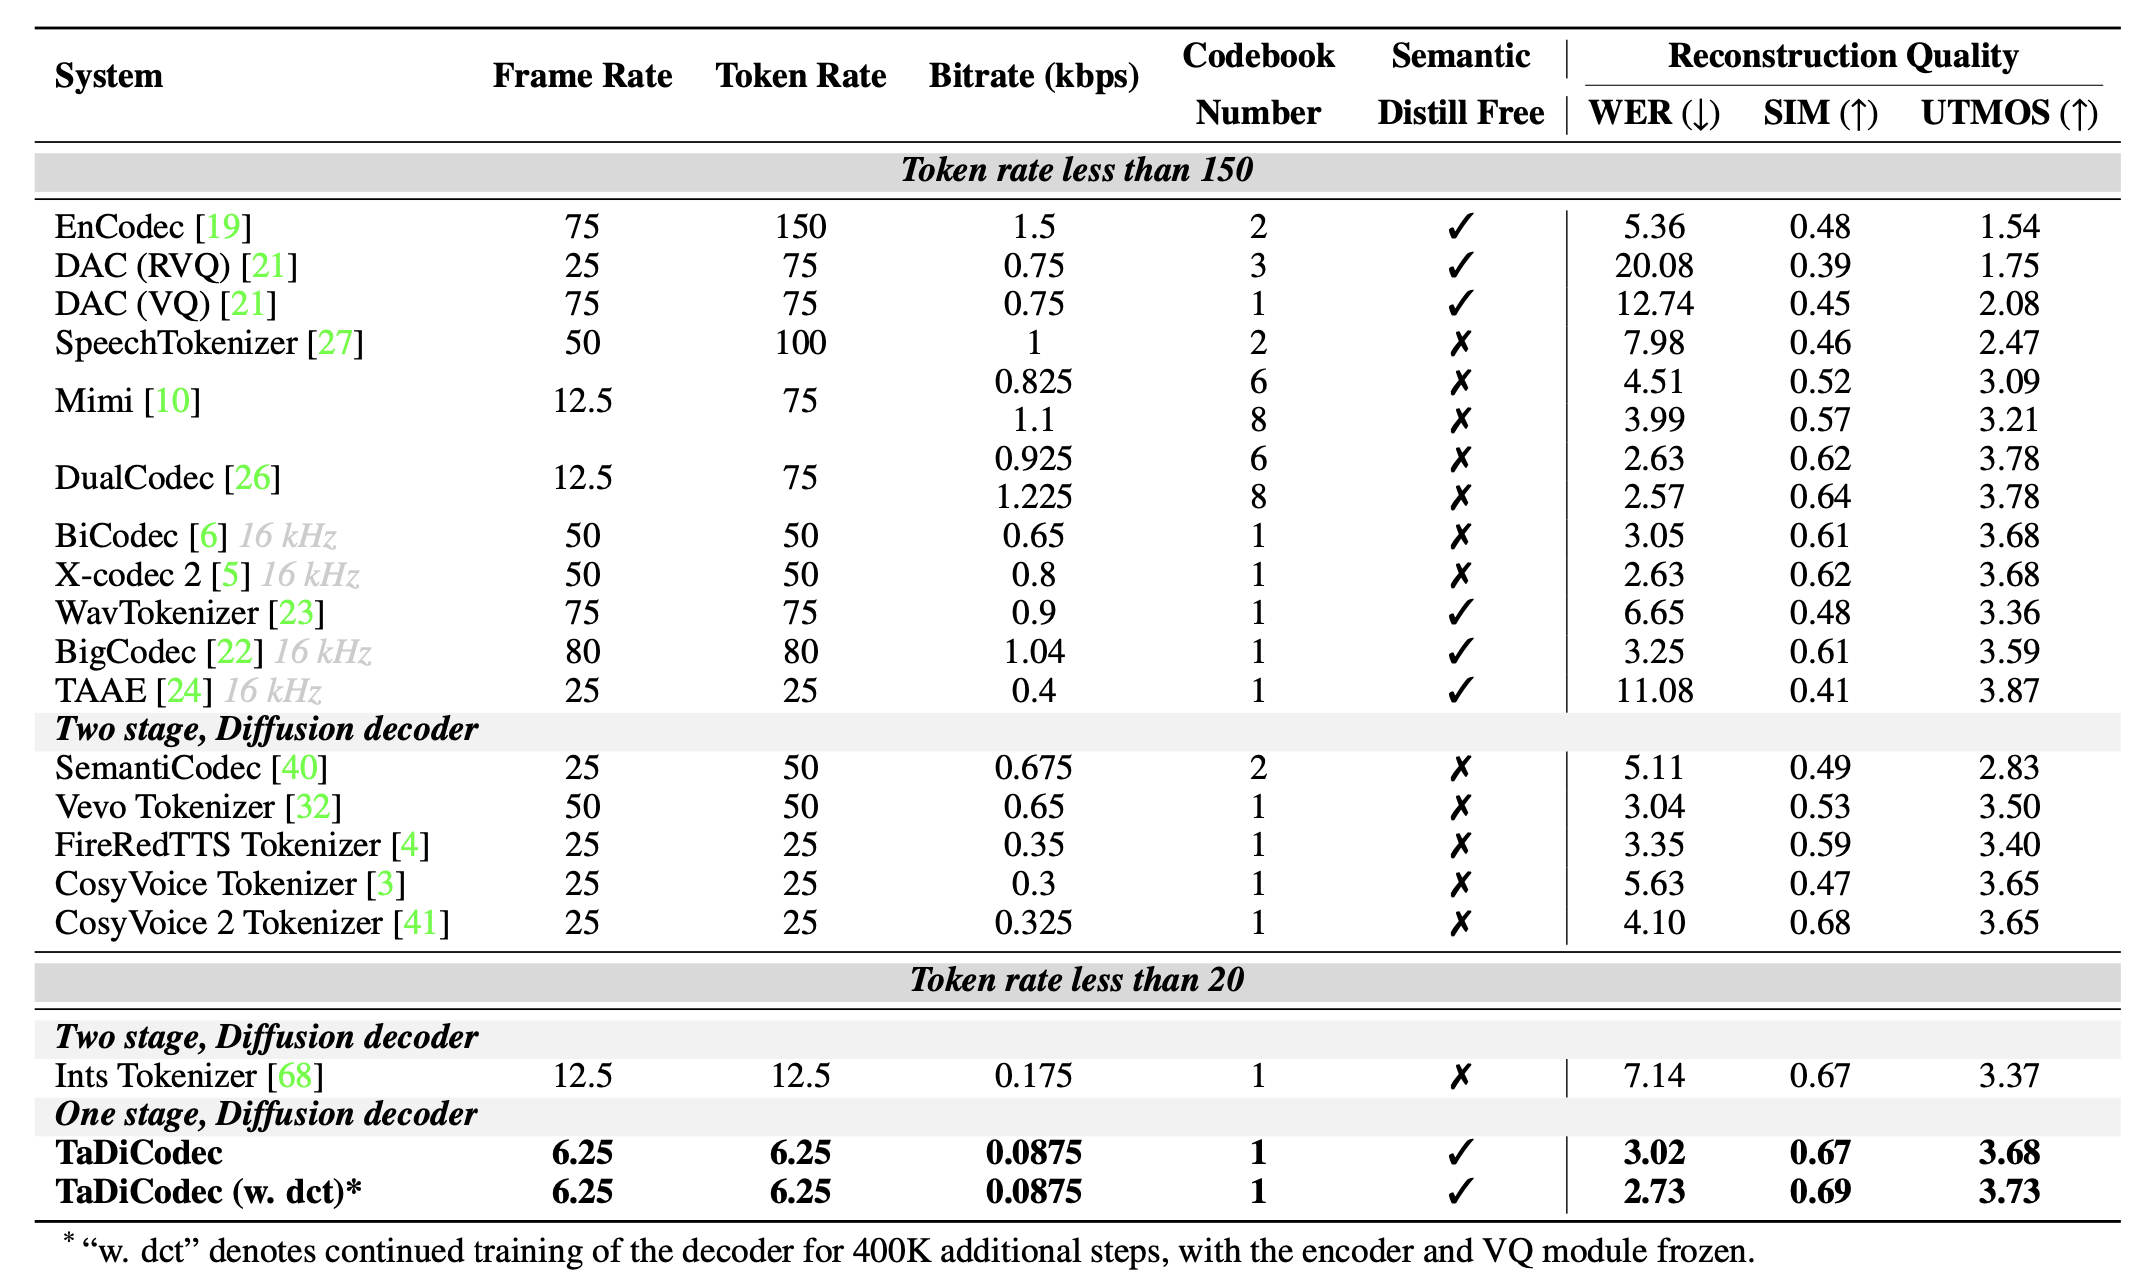 System Frame Rate Token Rate Bitrate (kbps) Codebook Number Semantic Distill Free Reconstruction Quality
WER (↓) SIM (↑) UTMOS (↑)
Token rate less than 150
EnCodec [19] 75 150 1.5 2 ✓ 5.36 0.48 1.54
DAC (RVQ) [21] 25 75 0.75 3 ✓ 20.08 0.39 1.75
DAC (VQ) [21] 75 75 0.75 1 ✓ 12.74 0.45 2.08
SpeechTokenizer [27] 50 100 1 2 ✗ 7.98 0.46 2.47
Mimi [10] 12.5 75 0.825 6 ✗ 4.51 0.52 3.09
1.1 8 ✗ 3.99 0.57 3.21
DualCodec [26] 12.5 75 0.925 6 ✗ 2.63 0.62 3.78
1.225 8 ✗ 2.57 0.64 3.78
BiCodec [6] 16 kHz 50 50 0.65 1 ✗ 3.05 0.61 3.68
X-codec 2 [5] 16 kHz 50 50 0.8 1 ✗ 2.63 0.62 3.68
WavTokenizer [23] 75 75 0.9 1 ✓ 6.65 0.48 3.36
BigCodec [22] 16 kHz 80 80 1.04 1 ✓ 3.25 0.61 3.59
TAAE [24] 16 kHz 25 25 0.4 1 ✓ 11.08 0.41 3.87
Two stage, Diffusion decoder
SemantiCodec [40] 25 50 0.675 2 ✗ 5.11 0.49 2.83
Vevo Tokenizer [32] 50 50 0.65 1 ✗ 3.04 0.53 3.50
FireRedTTS Tokenizer [4] 25 25 0.35 1 ✗ 3.35 0.59 3.40
CosyVoice Tokenizer [3] 25 25 0.3 1 ✗ 5.63 0.47 3.65
CosyVoice 2 Tokenizer [41] 25 25 0.325 1 ✗ 4.10 0.68 3.65
Token rate less than 20
Two stage, Diffusion decoder
Ints Tokenizer [68] 12.5 12.5 0.175 1 ✗ 7.14 0.67 3.37
One stage, Diffusion decoder
TaDiCodec 6.25 6.25 0.0875 1 ✓ 3.02 0.67 3.68
TaDiCodec (w. dct)* 6.25 6.25 0.0875 1 ✓ 2.73 0.69 3.73
* “w. dct” denotes continued training of the decoder for 400K additional steps, with the encoder and VQ module frozen.